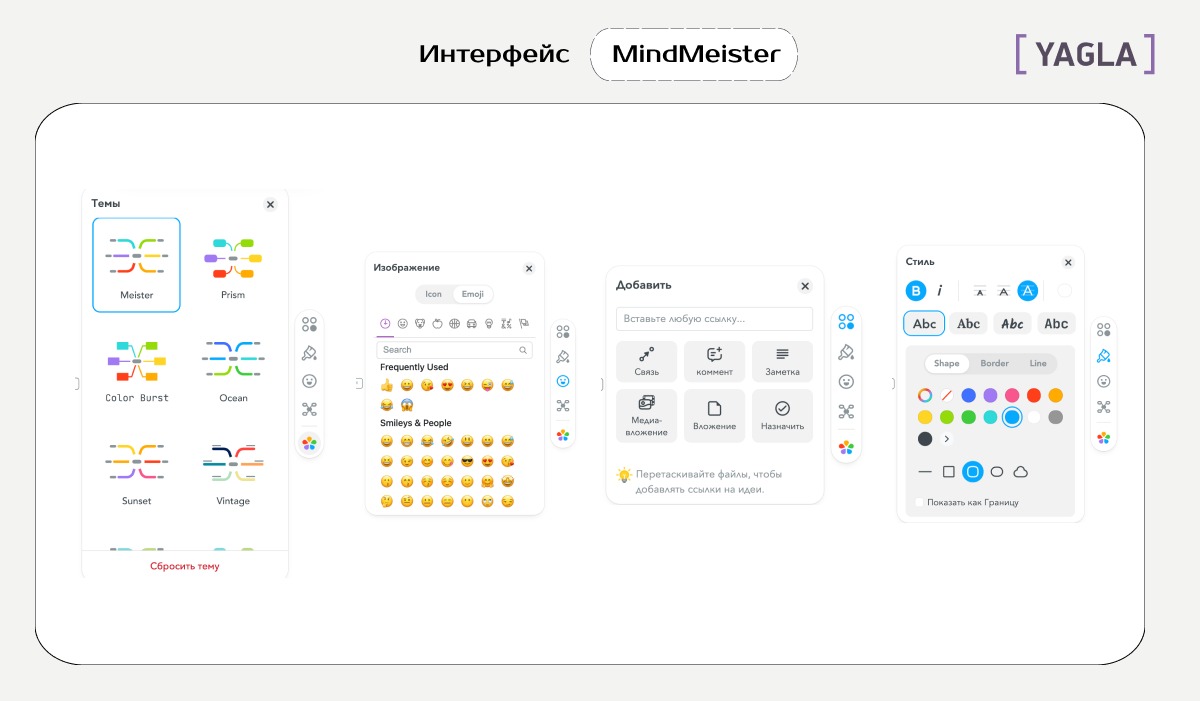 Интерфейс MindMeister
[ YAGLA ]
Темы
Meister
Prism
Color Burst
Ocean
Sunset
Vintage
Сбросить тему
Изображение
Icon
Emoji
Search
Frequently Used
Smileys & People
Добавить
Вставьте любую ссылку...
Связь
коммент
Заметка
Медиа-
вложение
Вложение
Назначить
Перетаскивайте файлы, чтобы
добавлять ссылки на идеи.
Стиль
B i A A A
Abc Abc Abc Abc
Shape Border Line
Показать как Границу